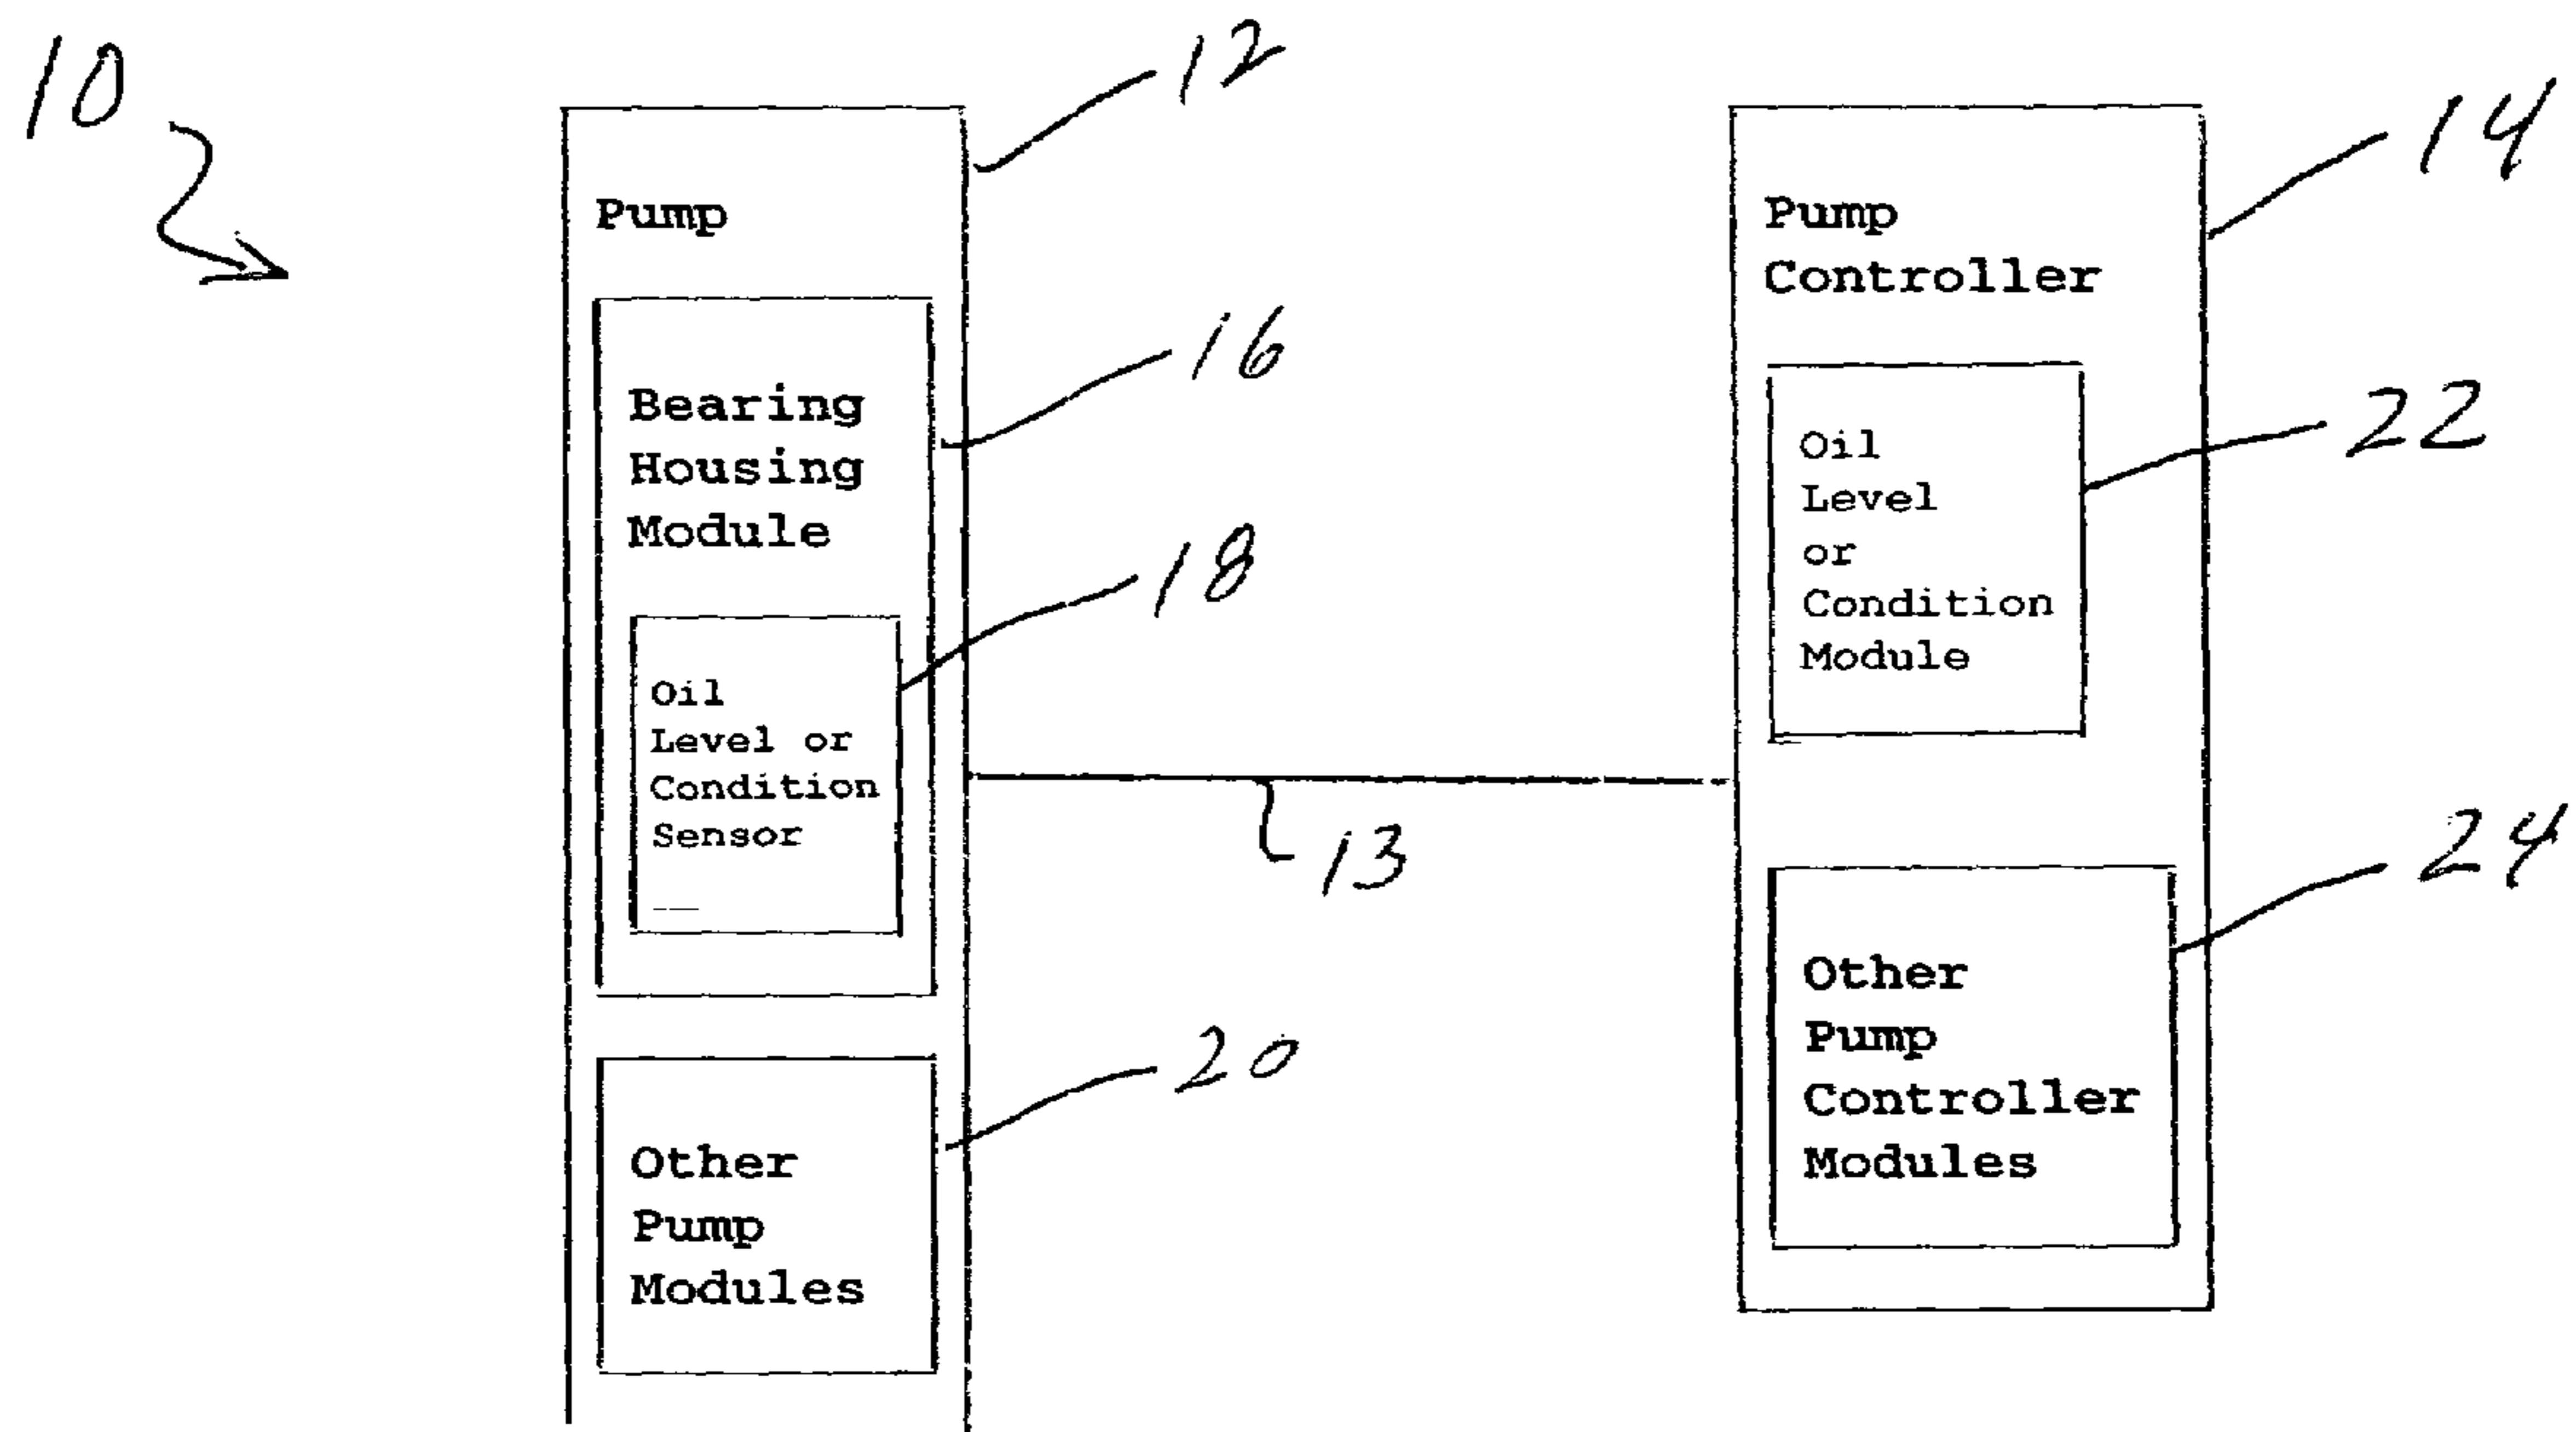 10
12
Pump
16
Bearing
Housing
Module
18
Oil
Level or
Condition
Sensor
20
Other
Pump
Modules
13
14
Pump
Controller
22
Oil
Level
or
Condition
Module
24
Other
Pump
Controller
Modules